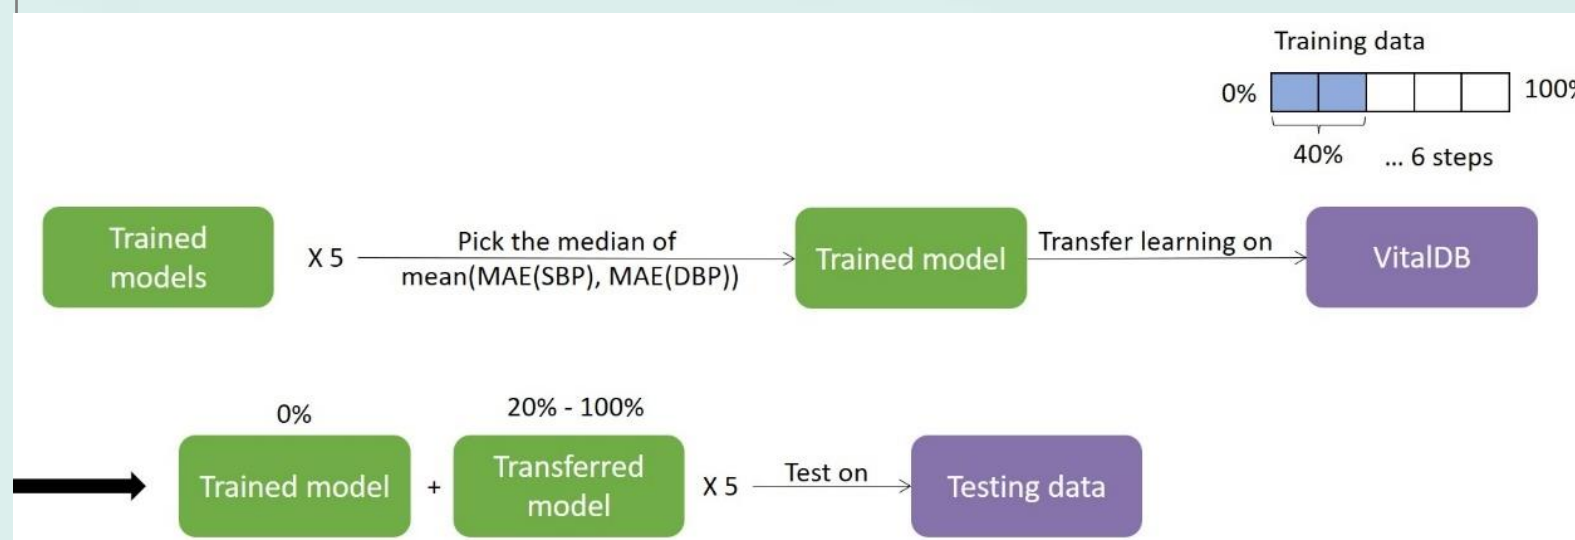 Training data
0%
100%
40%
... 6 steps
Trained
models
X 5
Pick the median of
mean(MAE(SBP), MAE(DBP))
Trained model
Transfer learning on
VitalDB
0%
20% - 100%
Trained model
+
Transferred
model
X 5
Test on
Testing data